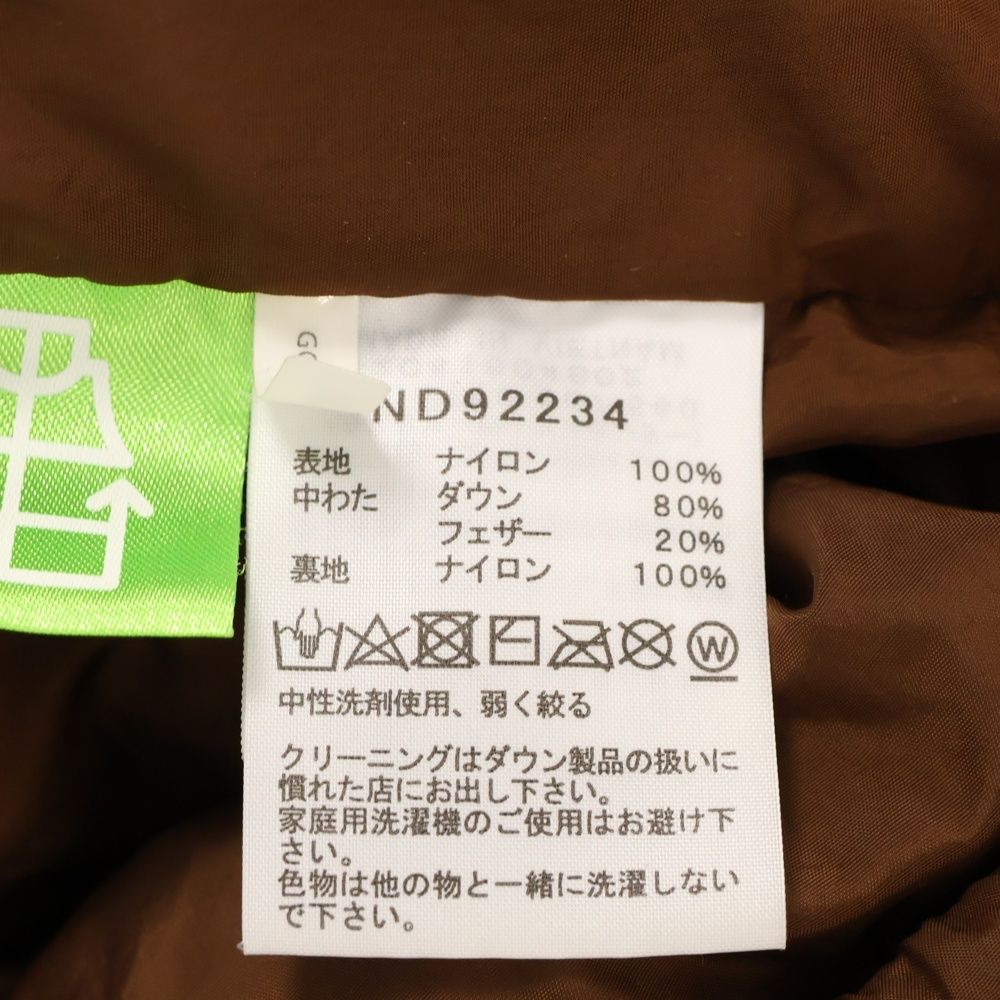 GO
ND92234
表地 ナイロン 100%
中わた ダウン 80%
フェザー 20%
裏地 ナイロン 100%
W
中性洗剤使用、弱く絞る
クリーニングはダウン製品の扱いに
慣れた店にお出し下さい。
家庭用洗濯機のご使用はお避け下
さい。
色物は他の物と一緒に洗濯しない
で下さい。